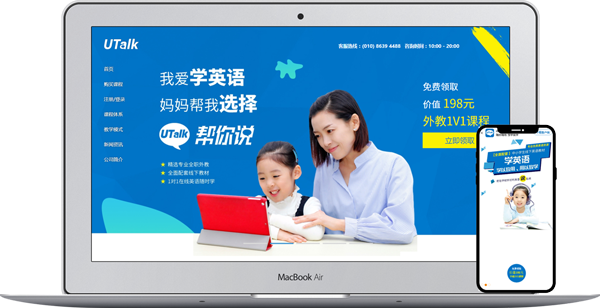 UTalk
客服热线：(010) 8639 4488 咨询时间：10:00 - 20:00
首页
购买课程
注册/登录
课程体系
教学模式
新闻资讯
公司简介
我爱学英语
妈妈帮我选择
UTalk 帮你说
精选专业全职外教
全面配套线下教材
1对1在线英语随时学
免费领取
价值 198元
外教1V1课程
立即领取
学英语
MacBook Air